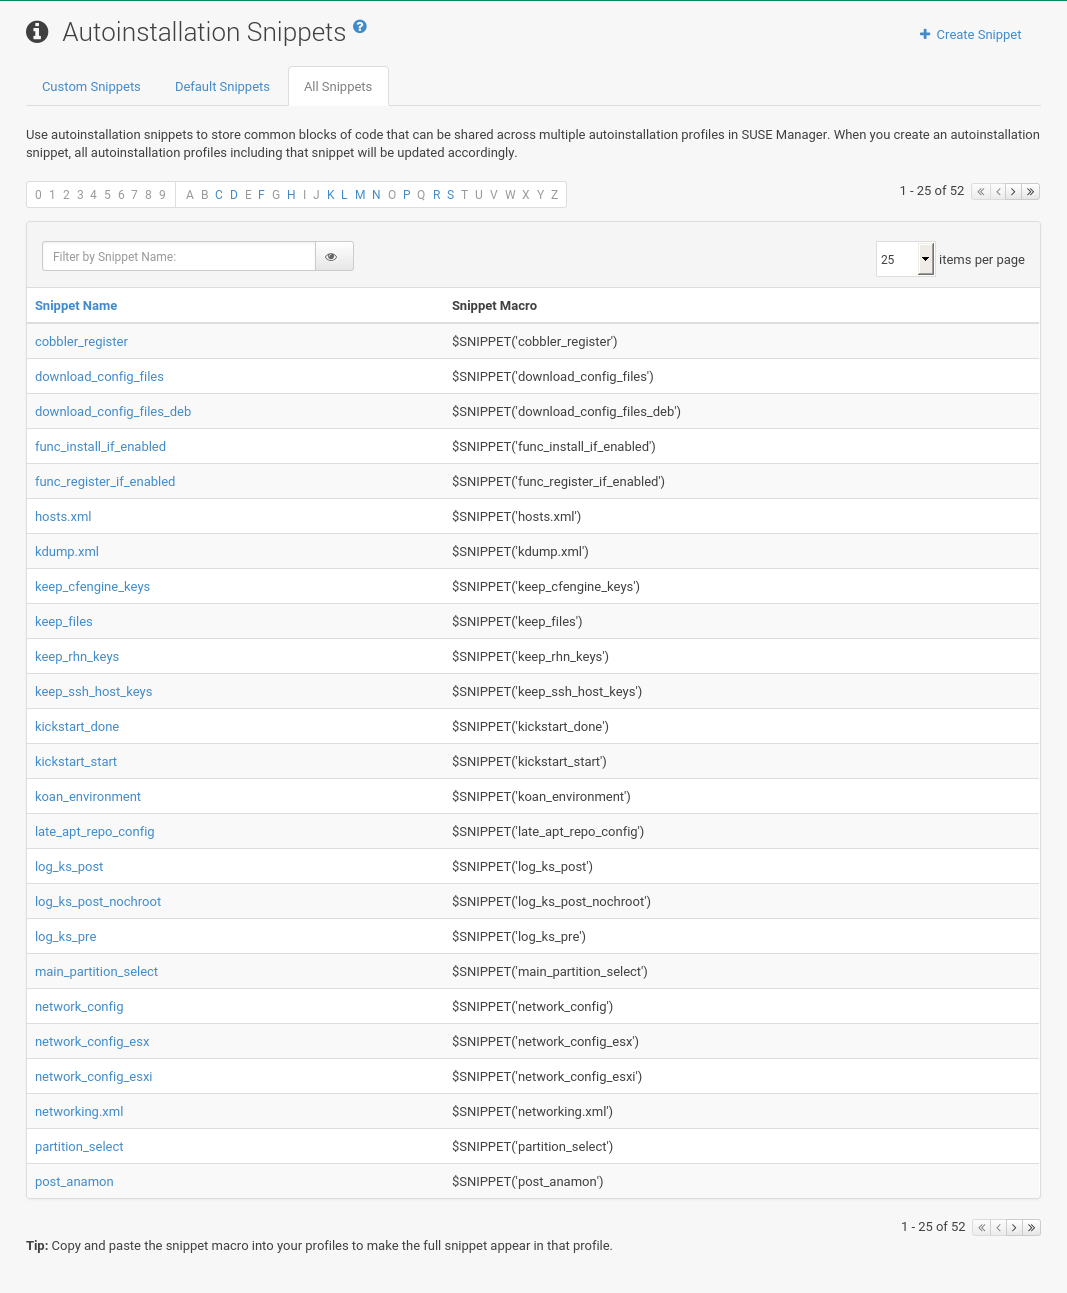 Autoinstallation Snippets ?
+ Create Snippet
Custom Snippets Default Snippets All Snippets
Use autoinstallation snippets to store common blocks of code that can be shared across multiple autoinstallation profiles in SUSE Manager. When you create an autoinstallation
snippet, all autoinstallation profiles including that snippet will be updated accordingly.
0 1 2 3 4 5 6 7 8 9 A B C D E F G H I J K L M N O P Q R S T U V W X Y Z
1 - 25 of 52
Filter by Snippet Name:
25 items per page
Snippet Name Snippet Macro
cobbler_register $SNIPPET('cobbler_register')
download_config_files $SNIPPET('download_config_files')
download_config_files_deb $SNIPPET('download_config_files_deb')
func_install_if_enabled $SNIPPET('func_install_if_enabled')
func_register_if_enabled $SNIPPET('func_register_if_enabled')
hosts.xml $SNIPPET('hosts.xml')
kdump.xml $SNIPPET('kdump.xml')
keep_cfengine_keys $SNIPPET('keep_cfengine_keys')
keep_files $SNIPPET('keep_files')
keep_rhn_keys $SNIPPET('keep_rhn_keys')
keep_ssh_host_keys $SNIPPET('keep_ssh_host_keys')
kickstart_done $SNIPPET('kickstart_done')
kickstart_start $SNIPPET('kickstart_start')
koan_environment $SNIPPET('koan_environment')
late_apt_repo_config $SNIPPET('late_apt_repo_config')
log_ks_post $SNIPPET('log_ks_post')
log_ks_post_nochroot $SNIPPET('log_ks_post_nochroot')
log_ks_pre $SNIPPET('log_ks_pre')
main_partition_select $SNIPPET('main_partition_select')
network_config $SNIPPET('network_config')
network_config_esx $SNIPPET('network_config_esx')
network_config_esxi $SNIPPET('network_config_esxi')
networking.xml $SNIPPET('networking.xml')
partition_select $SNIPPET('partition_select')
post_anamon $SNIPPET('post_anamon')
1 - 25 of 52
Tip: Copy and paste the snippet macro into your profiles to make the full snippet appear in that profile.